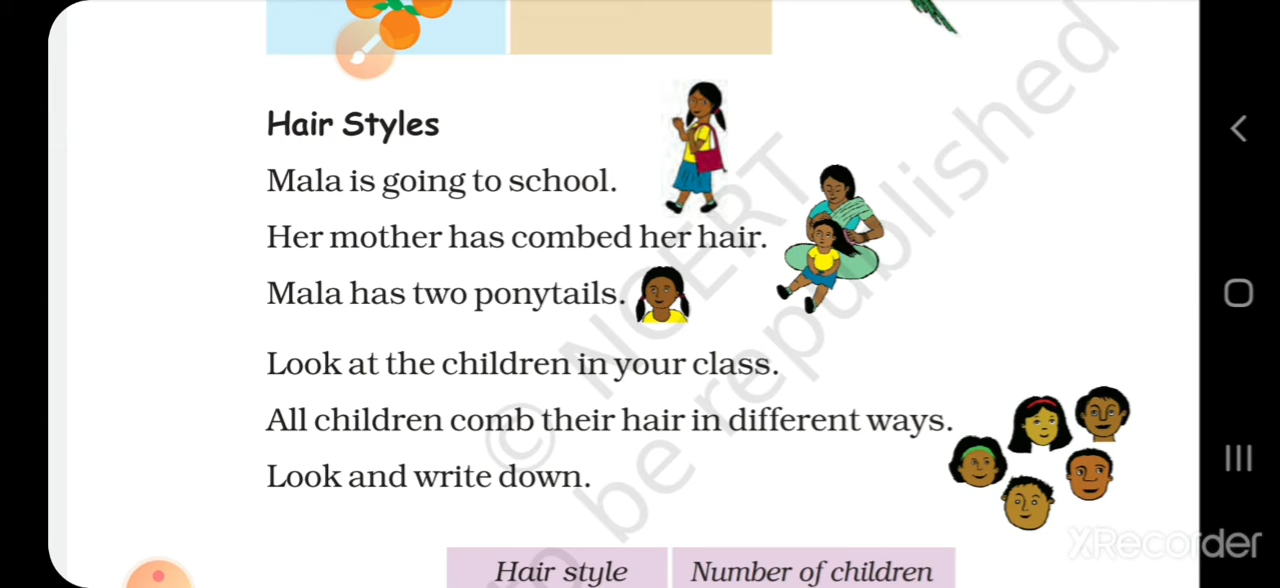 Hair Styles
Mala is going to school.
Her mother has combed her hair.
Mala has two ponytails.
Look at the children in your class.
All children comb their hair in different ways.
Look and write down.
Hair style
Number of children
© NCERT
be republished
XRecorder